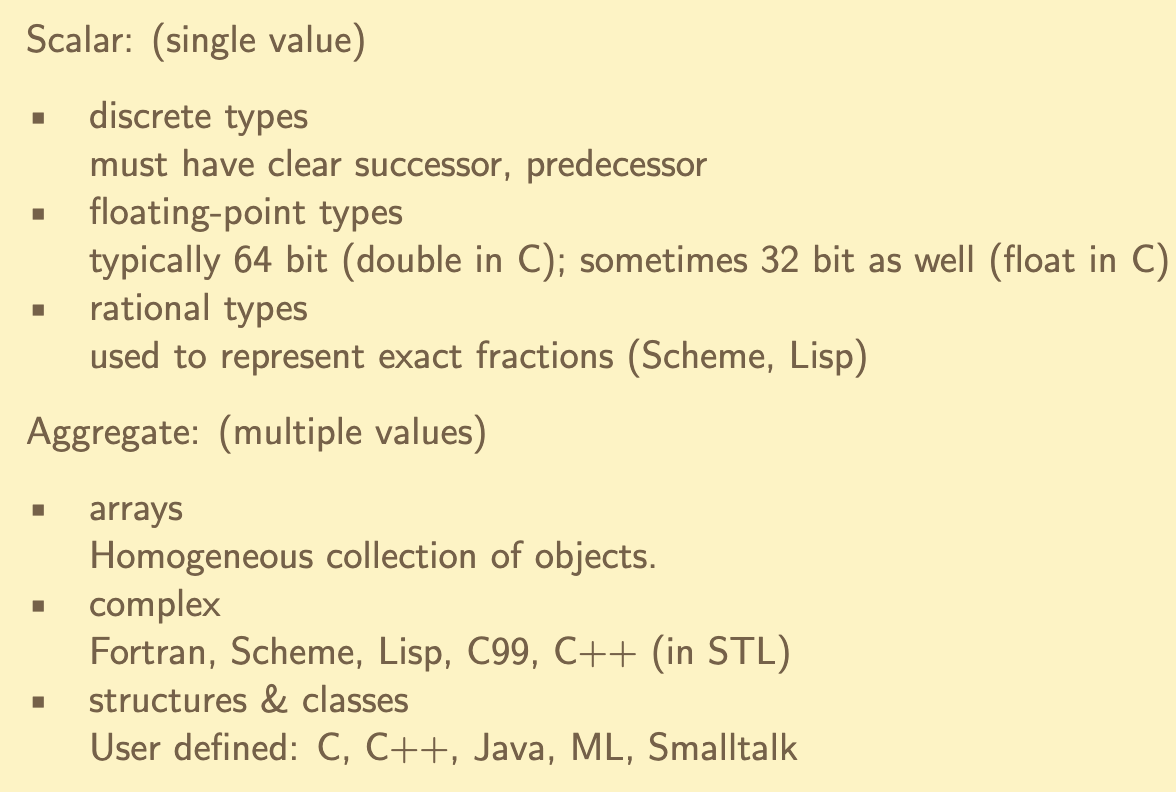 Scalar: (single value)
▪ discrete types
must have clear successor, predecessor
▪ floating-point types
typically 64 bit (double in C); sometimes 32 bit as well (float in C)
▪ rational types
used to represent exact fractions (Scheme, Lisp)
Aggregate: (multiple values)
▪ arrays
Homogeneous collection of objects.
▪ complex
Fortran, Scheme, Lisp, C99, C++ (in STL)
▪ structures & classes
User defined: C, C++, Java, ML, Smalltalk